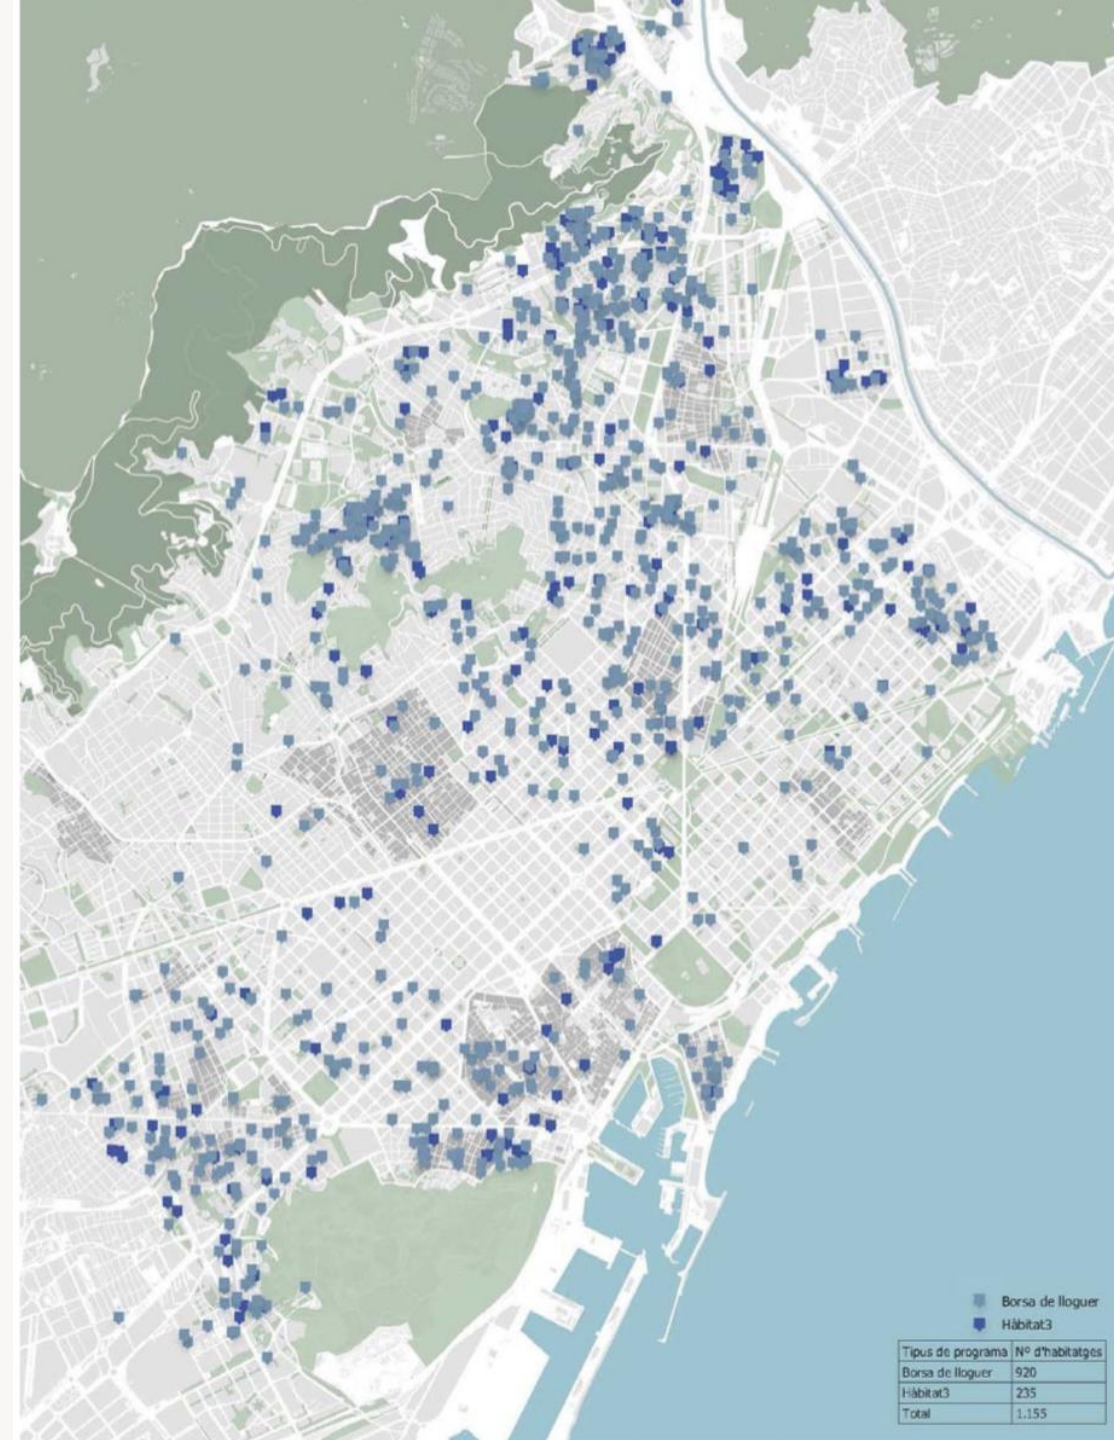 Borsa de lloguer
Hàbitat3
Tipus de programa Nº d'habitatges
Borsa de lloguer 920
Hàbitat3 235
Total 1.155